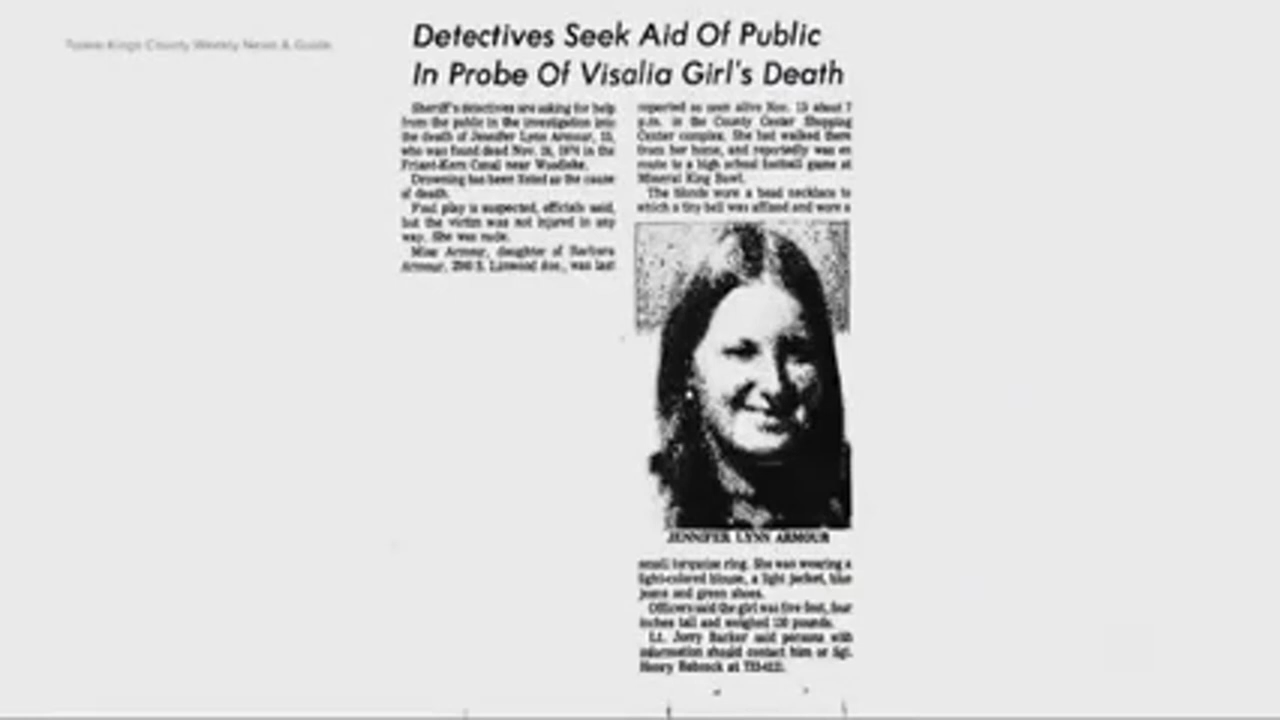 Tulare Kings County Weekly News & Guide
Detectives Seek Aid Of Public
In Probe Of Visalia Girl's Death
Sheriff's detectives are asking for help
from the public in the investigation into
the death of Jennifer Lynn Armour, 15,
who was found dead Nov. 1974 in the
Friant-Kern Canal near Woodlake.
Drowning has been listed as the cause
of death.
Foul play is suspected, officials said,
but the victim was not injured in any
way. She was nude.
Miss Armour, daughter of Barbara
Armour, S. Linwood Ave., was last
reported as seen alive Nov. 15 about 7
p.m. in the County Center Shopping
Center complex. She had walked there
from her home, and reportedly was en
route to a high school football game at
Mineral King Bowl.
The blonde wore a bead necklace to
which a tiny bell was affixed and wore a
JENNIFER LYNN ARMOUR
small turquoise ring. She was wearing a
light-colored blouse, a light jacket, blue
jeans and green shoes.
Officers said the girl was five-feet, four
inches tall and weighed 120 pounds.
Lt. Jerry Barker said persons with
information should contact him or Sgt.
Henry Babcock at